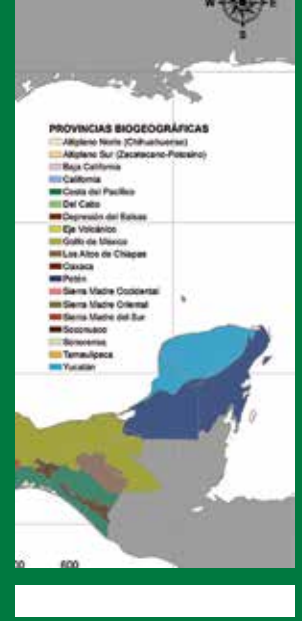 W E
S
PROVINCIAS BIOGEOGRÁFICAS
Altiplano Norte (Chihuahuense)
Altiplano Sur (Zacatecano-Potosino)
Baja California
California
Costa del Pacífico
Del Cabo
Depresión del Balsas
Eje Volcánico
Golfo de México
Los Altos de Chiapas
Oaxaca
Petén
Sierra Madre Occidental
Sierra Madre Oriental
Sierra Madre del Sur
Soconusco
Sonorense
Tamaulipeca
Yucatán
600